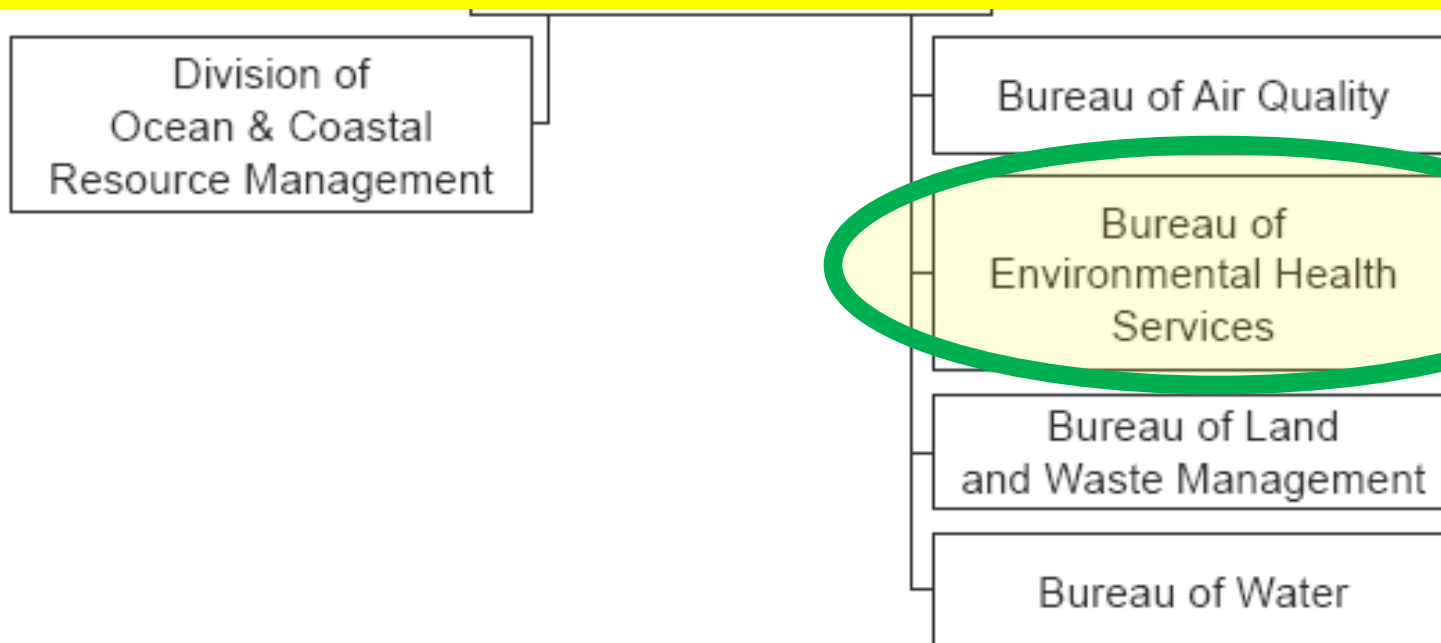 Division of
Ocean & Coastal
Resource Management
Bureau of Air Quality
Bureau of
Environmental Health
Services
Bureau of Land
and Waste Management
Bureau of Water